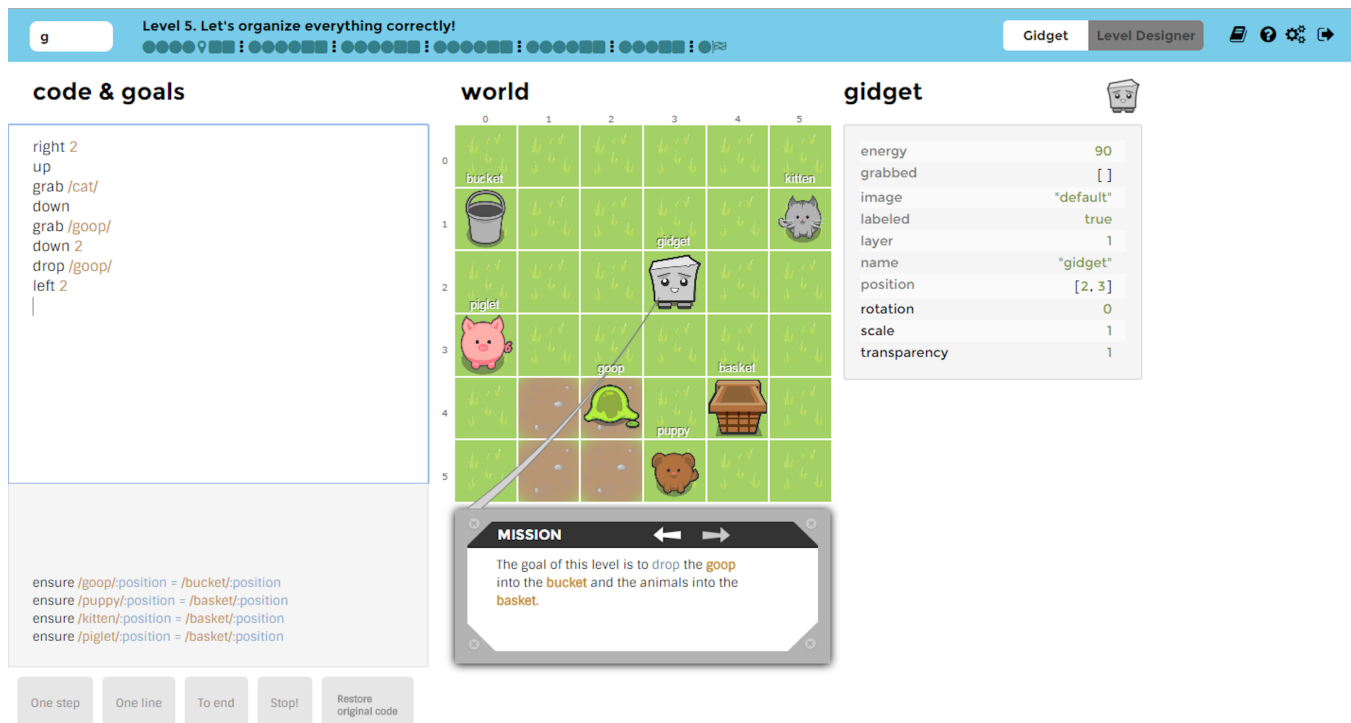 g
Level 5. Let's organize everything correctly!
Gidget
Level Designer
code & goals
right 2
up
grab /cat/
down
grab /goop/
down 2
drop /goop/
left 2
ensure /goop/:position = /bucket/:position
ensure /puppy/:position = /basket/:position
ensure /kitten/:position = /basket/:position
ensure /piglet/:position = /basket/:position
One step
One line
To end
Stop!
Restore
original code
world
0 1 2 3 4 5
0
bucket
kitten
1
gidget
2
piglet
3
goop
basket
4
puppy
5
MISSION
The goal of this level is to drop the goop
into the bucket and the animals into the
basket.
gidget
energy 90
grabbed [ ]
image "default"
labeled true
layer 1
name "gidget"
position [2, 3]
rotation 0
scale 1
transparency 1